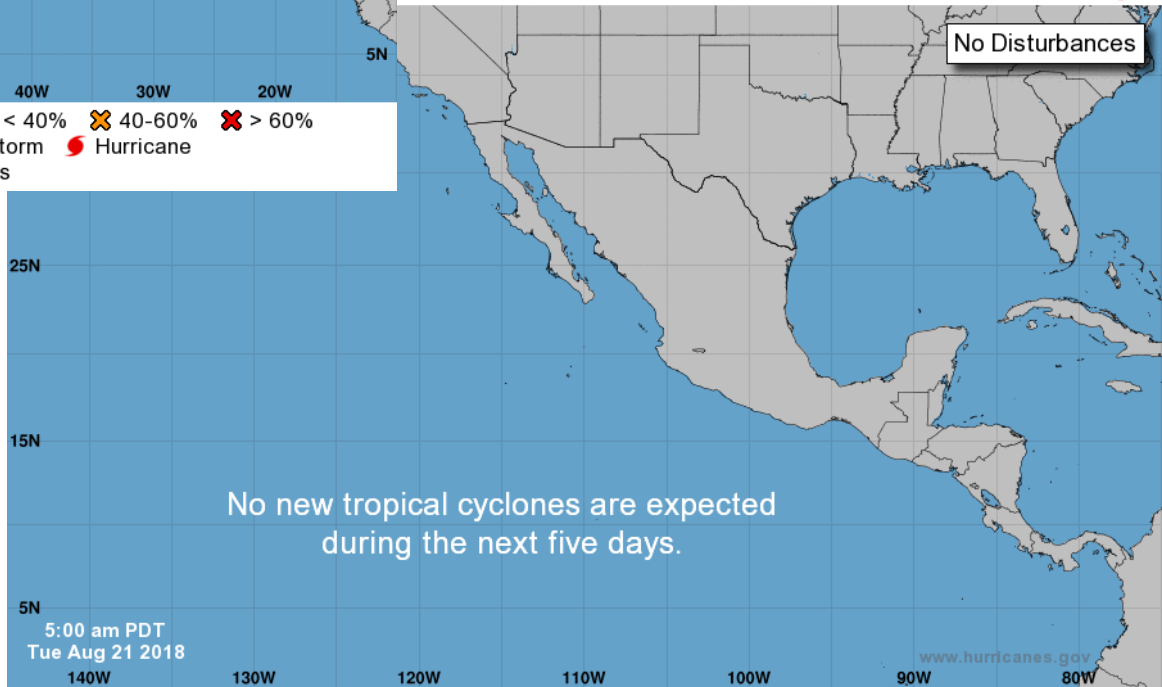 No Disturbances
5N
40W 30W 20W
< 40% 40-60% > 60%
torm Hurricane
s
25N
15N
No new tropical cyclones are expected
during the next five days.
5N
5:00 am PDT
Tue Aug 21 2018
www.hurricanes.gov
140W 130W 120W 110W 100W 90W 80W